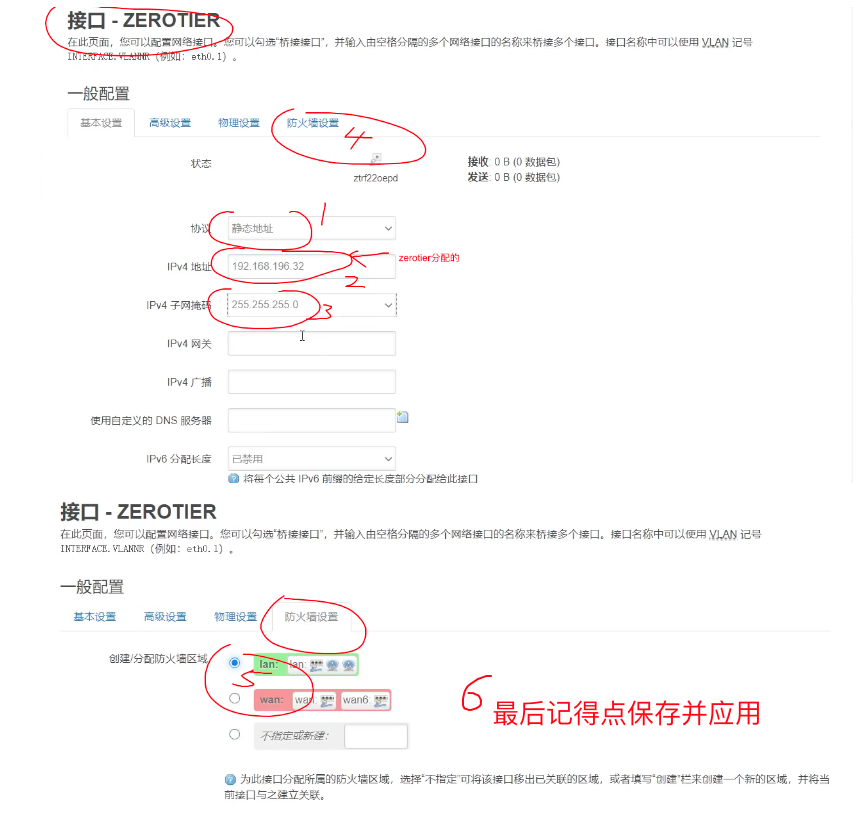 接口 - ZEROTIER
在此页面，您可以配置网络接口。您可以勾选“桥接接口”，并输入由空格分隔的多个网络接口的名称来桥接多个接口。接口名称中可以使用 VLAN 记号
INTERFACE.VLANNR（例如：eth0.1）。
一般配置
基本设置 高级设置 物理设置 防火墙设置
4
状态
接收: 0 B (0 数据包)
ztrf22oepd 发送: 0 B (0 数据包)
协议 静态地址 1
IPv4 地址 192.168.196.32 zerotier分配的
2
IPv4 子网掩码 255.255.255.0 3
IPv4 网关
IPv4 广播
使用自定义的 DNS 服务器
IPv6 分配长度 已禁用
将每个公共 IPv6 前缀的给定长度部分分配给此接口
接口 - ZEROTIER
在此页面，您可以配置网络接口。您可以勾选“桥接接口”，并输入由空格分隔的多个网络接口的名称来桥接多个接口。接口名称中可以使用 VLAN 记号
INTERFACE.VLANNR（例如：eth0.1）。
一般配置
基本设置 高级设置 物理设置 防火墙设置
创建/分配防火墙区域 lan: lan:
5
wan: wan: wan6
不指定或新建:
6 最后记得点保存并应用
为此接口分配所属的防火墙区域，选择“不指定”可将该接口移出已关联的区域，或者填写“创建”栏来创建一个新的区域，并将当
前接口与之建立关联。